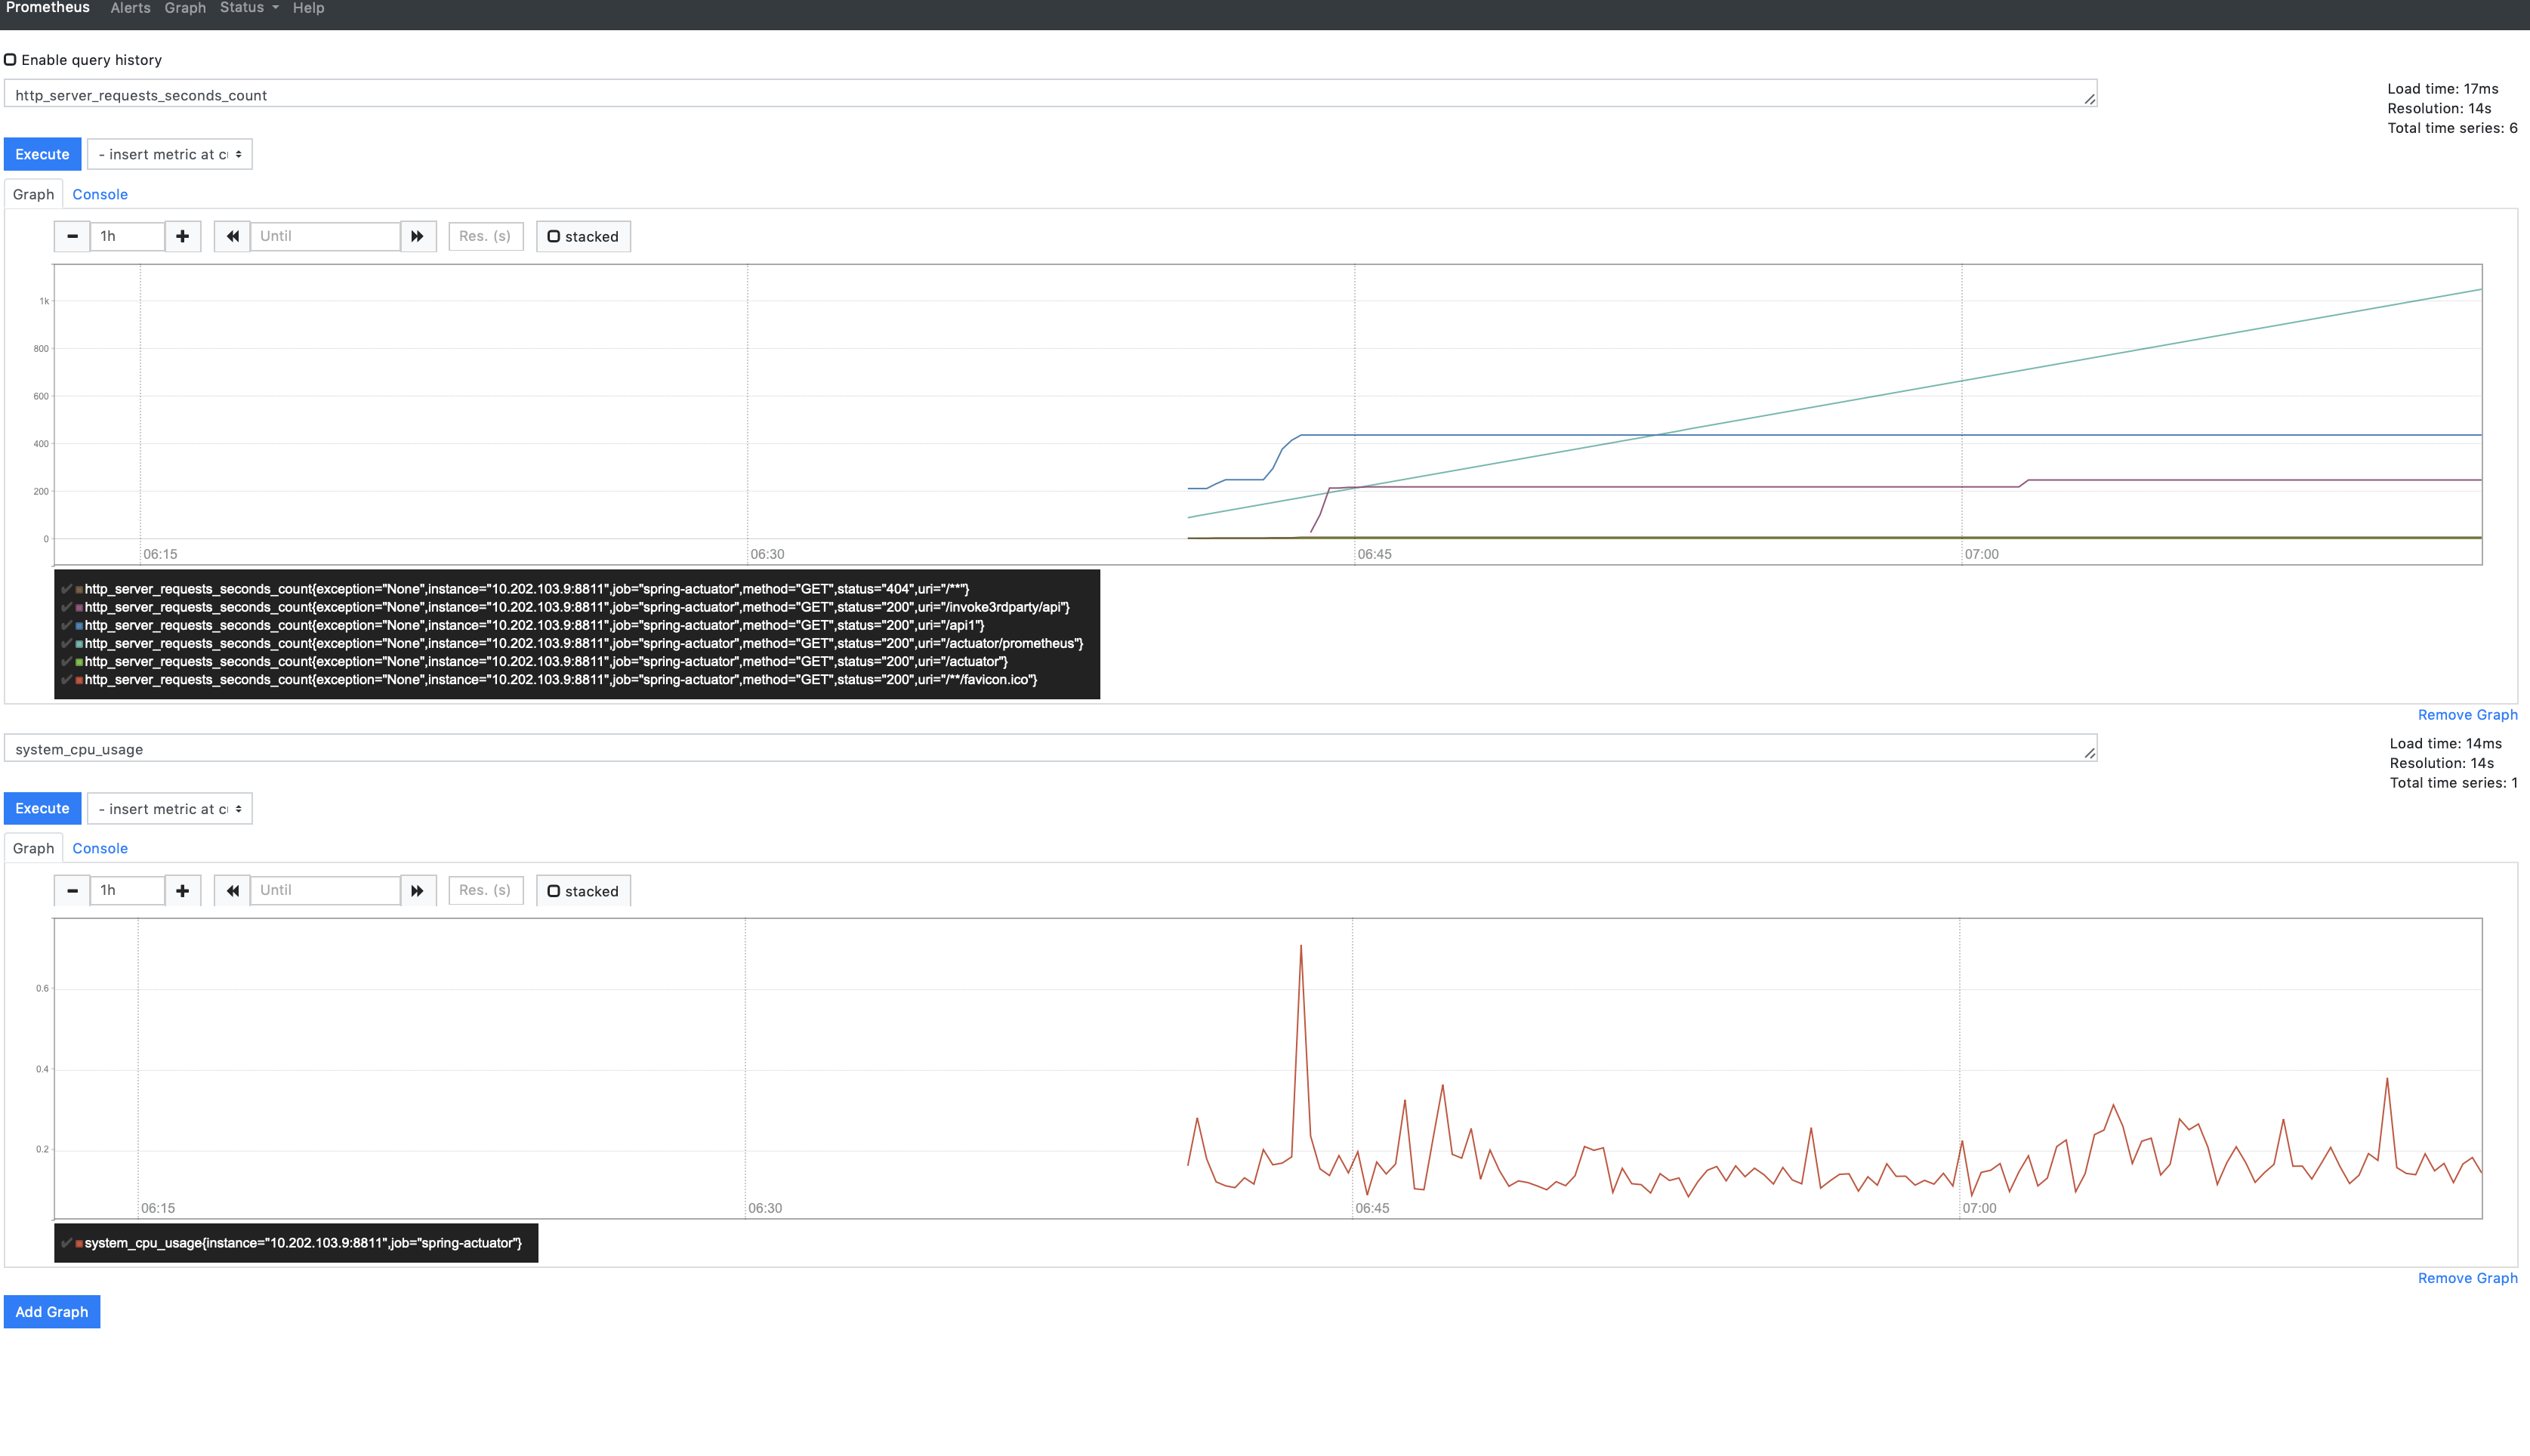 Prometheus Alerts Graph Status Help
Enable query history
http_server_requests_seconds_count
Load time: 17ms
Resolution: 14s
Total time series: 6
Execute - insert metric at cu
Graph Console
1h Until Res. (s) stacked
1k
800
600
400
200
0
06:15 06:30 06:45 07:00
http_server_requests_seconds_count{exception="None",instance="10.202.103.9:8811",job="spring-actuator",method="GET",status="404",uri="/**"}
http_server_requests_seconds_count{exception="None",instance="10.202.103.9:8811",job="spring-actuator",method="GET",status="200",uri="/invoke3rdparty/api"}
http_server_requests_seconds_count{exception="None",instance="10.202.103.9:8811",job="spring-actuator",method="GET",status="200",uri="/api1"}
http_server_requests_seconds_count{exception="None",instance="10.202.103.9:8811",job="spring-actuator",method="GET",status="200",uri="/actuator/prometheus"}
http_server_requests_seconds_count{exception="None",instance="10.202.103.9:8811",job="spring-actuator",method="GET",status="200",uri="/actuator"}
http_server_requests_seconds_count{exception="None",instance="10.202.103.9:8811",job="spring-actuator",method="GET",status="200",uri="/**/favicon.ico"}
Remove Graph
system_cpu_usage
Load time: 14ms
Resolution: 14s
Total time series: 1
Execute - insert metric at cu
Graph Console
1h Until Res. (s) stacked
0.6
0.4
0.2
06:15 06:30 06:45 07:00
system_cpu_usage{instance="10.202.103.9:8811",job="spring-actuator"}
Remove Graph
Add Graph